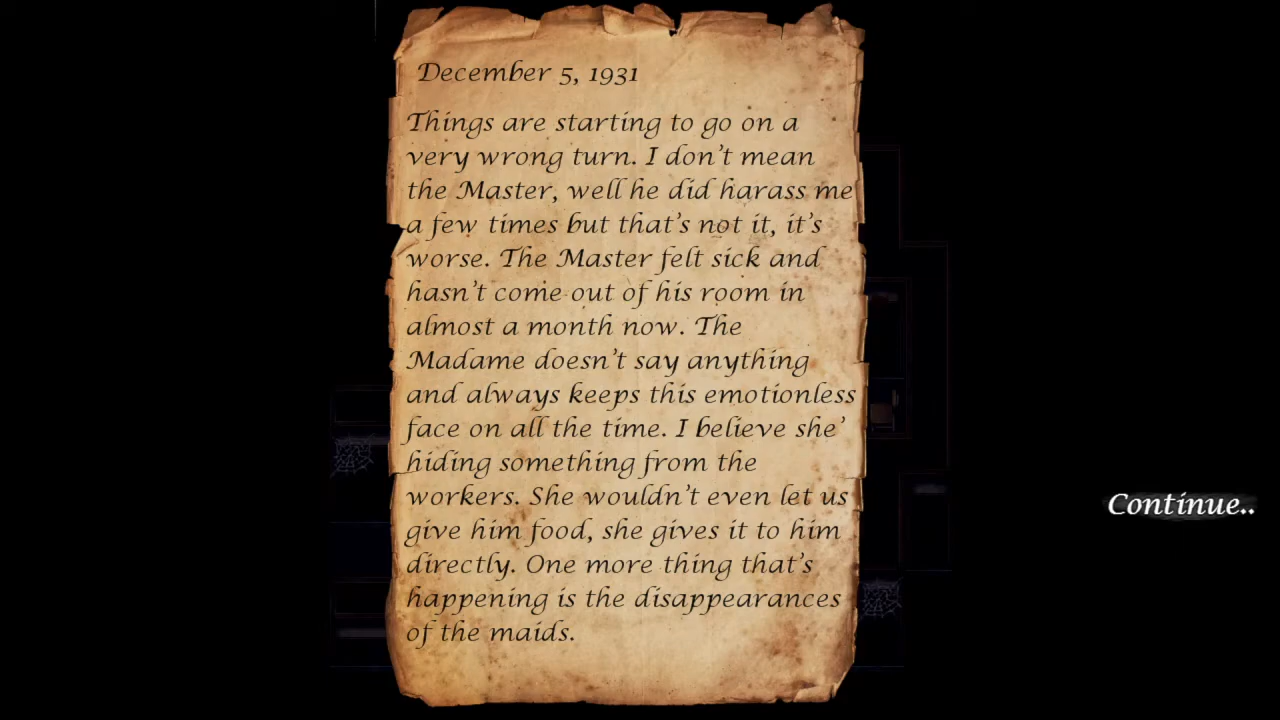 December 5, 1931
Things are starting to go on a
very wrong turn. I don't mean
the Master, well he did harass me
a few times but that's not it, it's
worse. The Master felt sick and
hasn't come out of his room in
almost a month now. The
Madame doesn't say anything
and always keeps this emotionless
face on all the time. I believe she'
hiding something from the
workers. She wouldn't even let us
give him food, she gives it to him
directly. One more thing that's
happening is the disappearances
of the maids.
Continue..